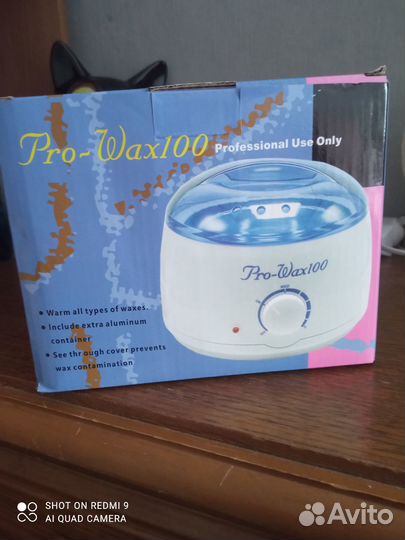 Pro-Wax100 Professional Use Only
Pro-Wax100
• Warm all types of waxes.
• Include extra aluminum
container
• See through cover prevents
wax contamination
SHOT ON REDMI 9
AI QUAD CAMERA
Avito